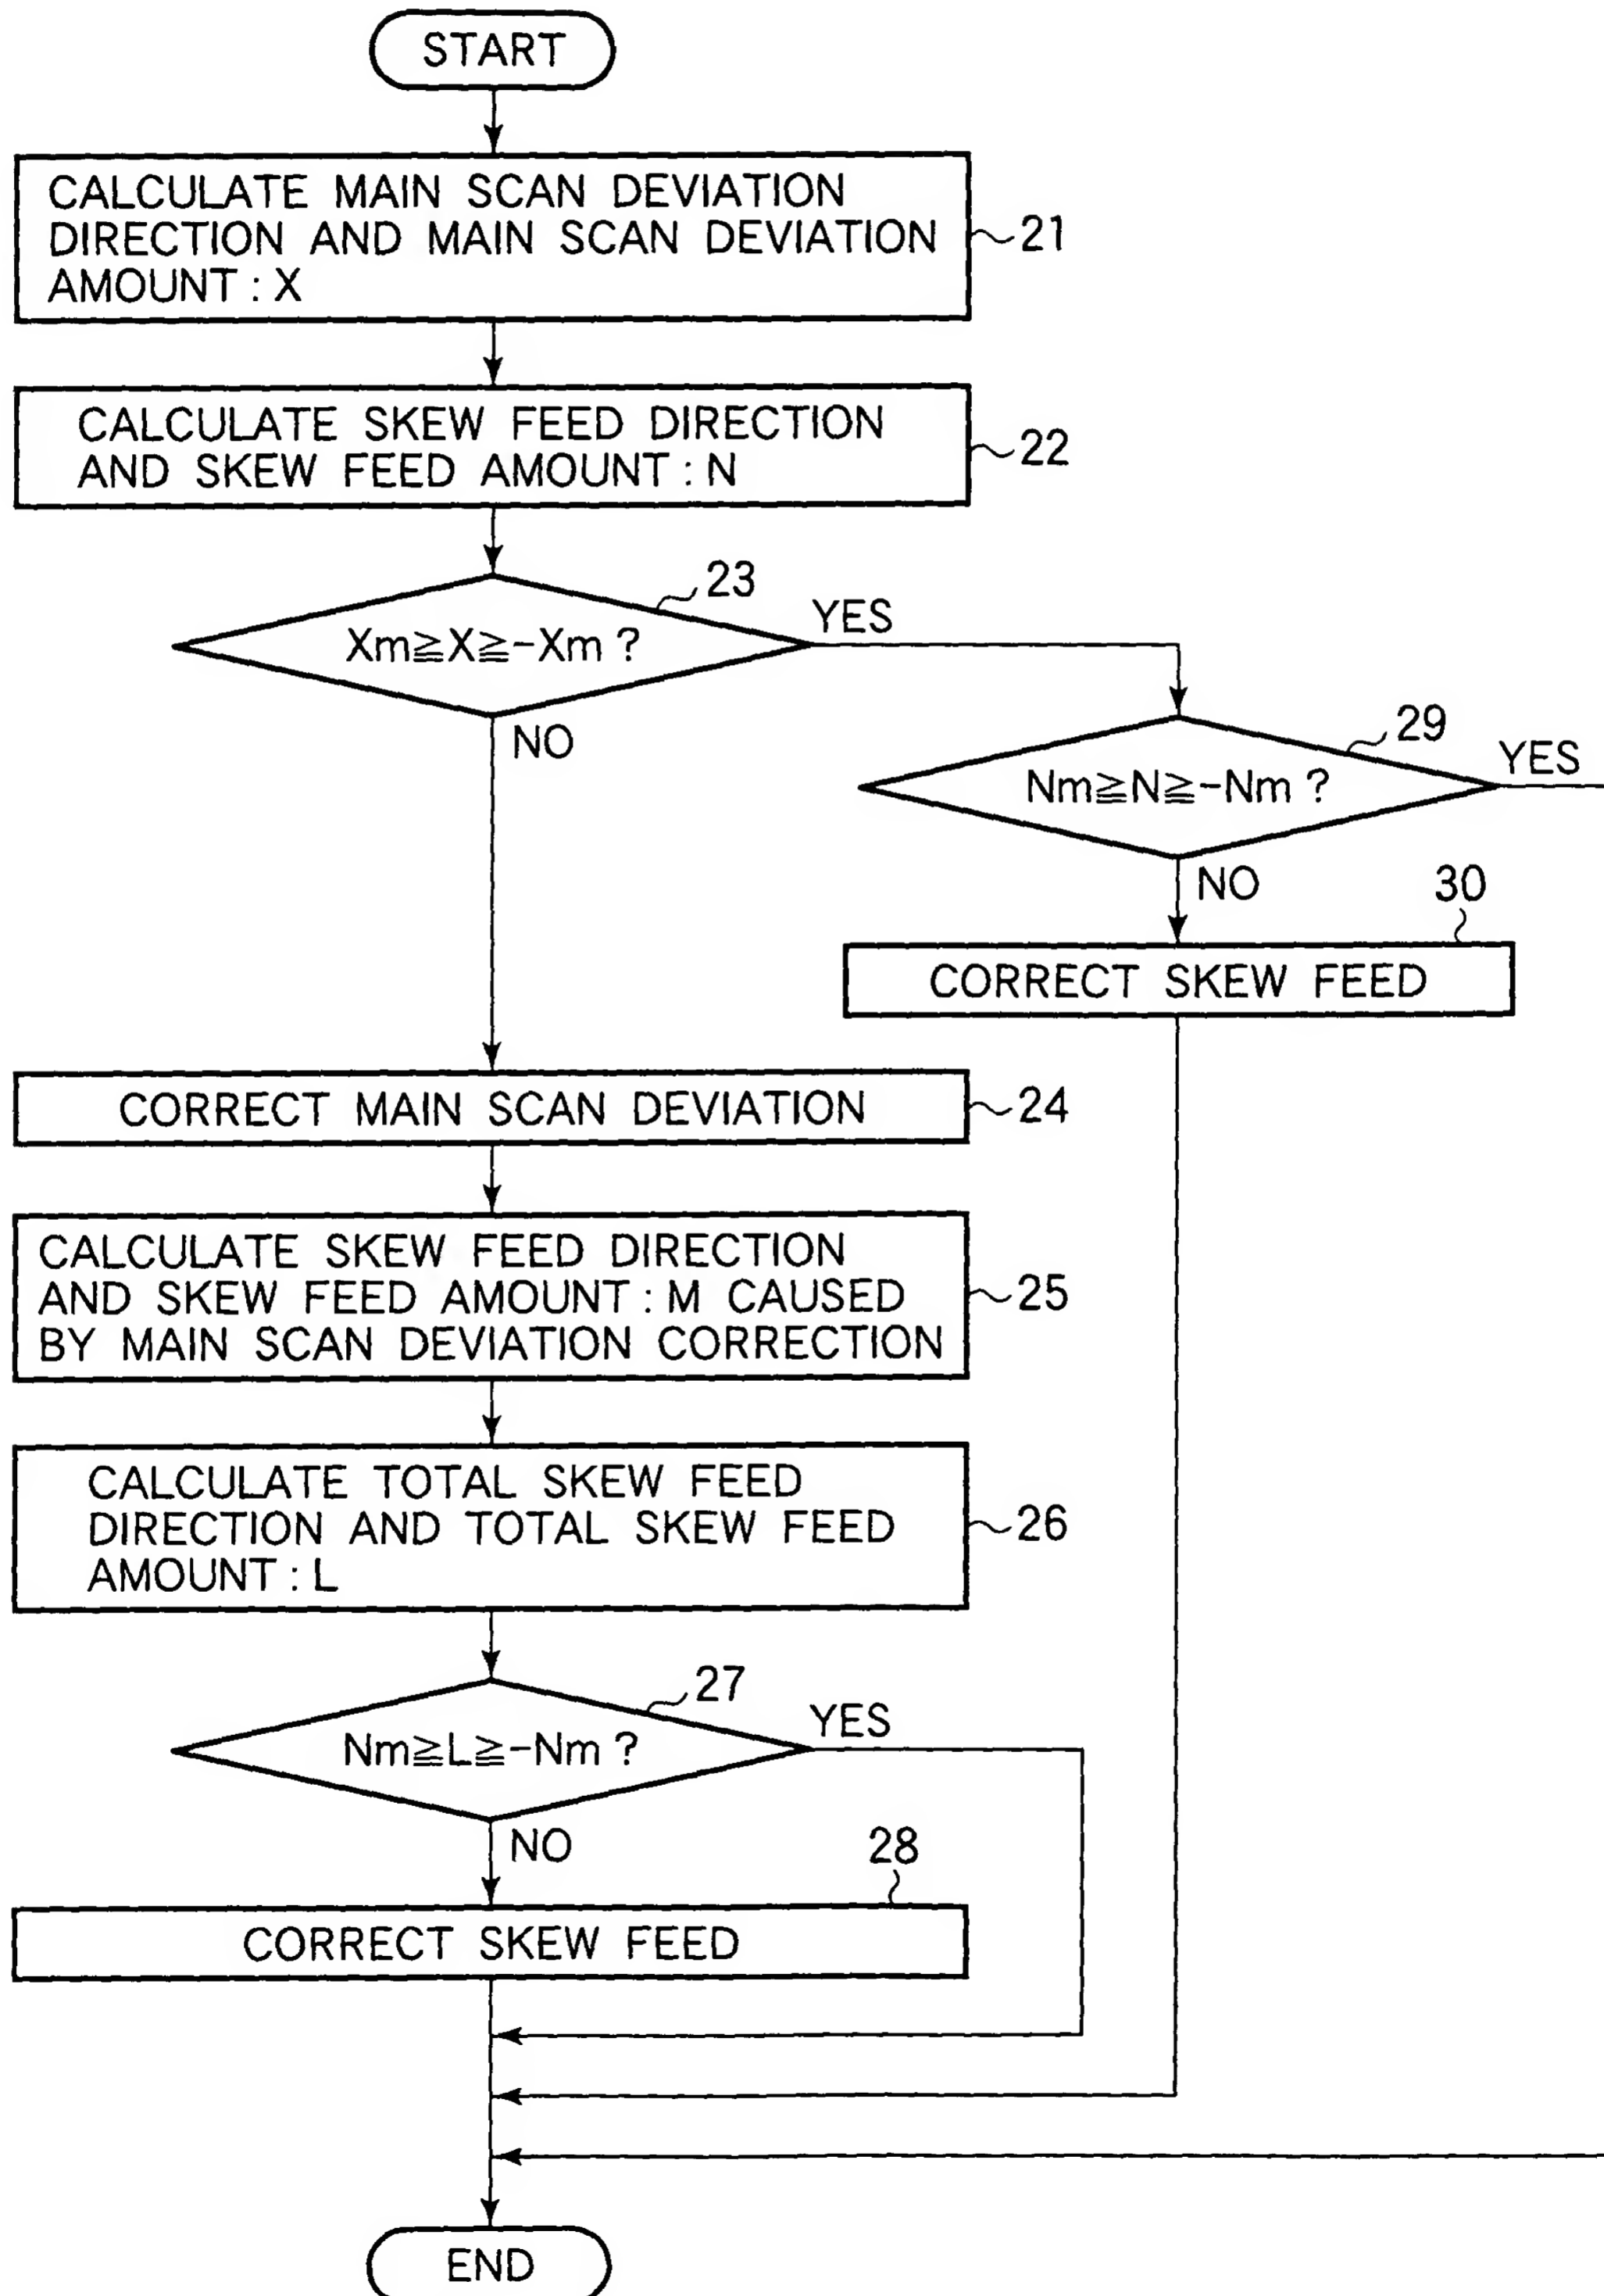 START
CALCULATE MAIN SCAN DEVIATION
DIRECTION AND MAIN SCAN DEVIATION
AMOUNT : X
21
CALCULATE SKEW FEED DIRECTION
AND SKEW FEED AMOUNT : N
22
23
Xm≧X≧-Xm ?
YES
NO
29
Nm≧N≧-Nm ?
YES
NO
30
CORRECT SKEW FEED
CORRECT MAIN SCAN DEVIATION
24
CALCULATE SKEW FEED DIRECTION
AND SKEW FEED AMOUNT : M CAUSED
BY MAIN SCAN DEVIATION CORRECTION
25
CALCULATE TOTAL SKEW FEED
DIRECTION AND TOTAL SKEW FEED
AMOUNT : L
26
27
Nm≧L≧-Nm ?
YES
NO
28
CORRECT SKEW FEED
END